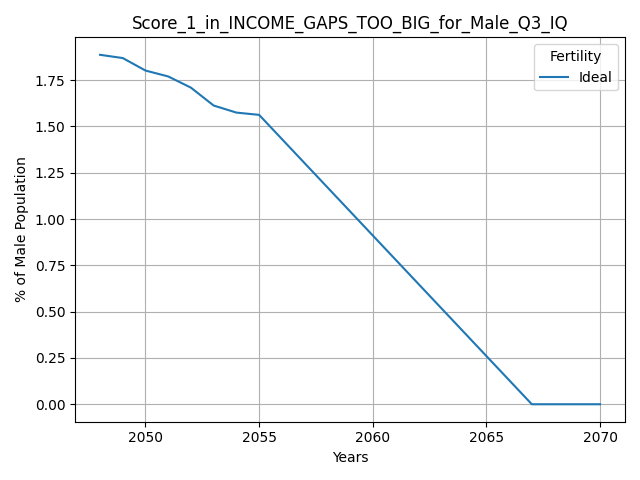 Score_1_in_INCOME_GAPS_TOO_BIG_for_Male_Q3_IQ
Fertility
Ideal
% of Male Population
1.75
1.50
1.25
1.00
0.75
0.50
0.25
0.00
2050 2055 2060 2065 2070
Years